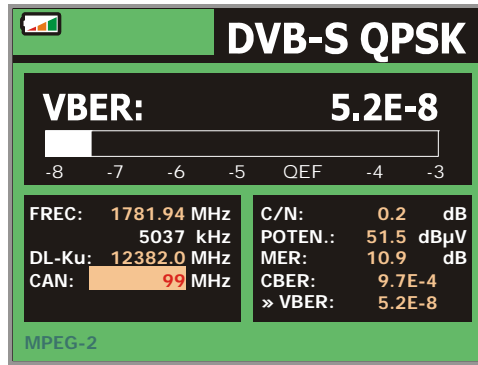 DVB-S QPSK
VBER: 5.2E-8
-8 -7 -6 -5 QEF -4 -3
FREC: 1781.94 MHz
5037 kHz
DL-Ku: 12382.0 MHz
CAN: 99 MHz
C/N: 0.2 dB
POTEN.: 51.5 dBµV
MER: 10.9 dB
CBER: 9.7E-4
» VBER: 5.2E-8
MPEG-2